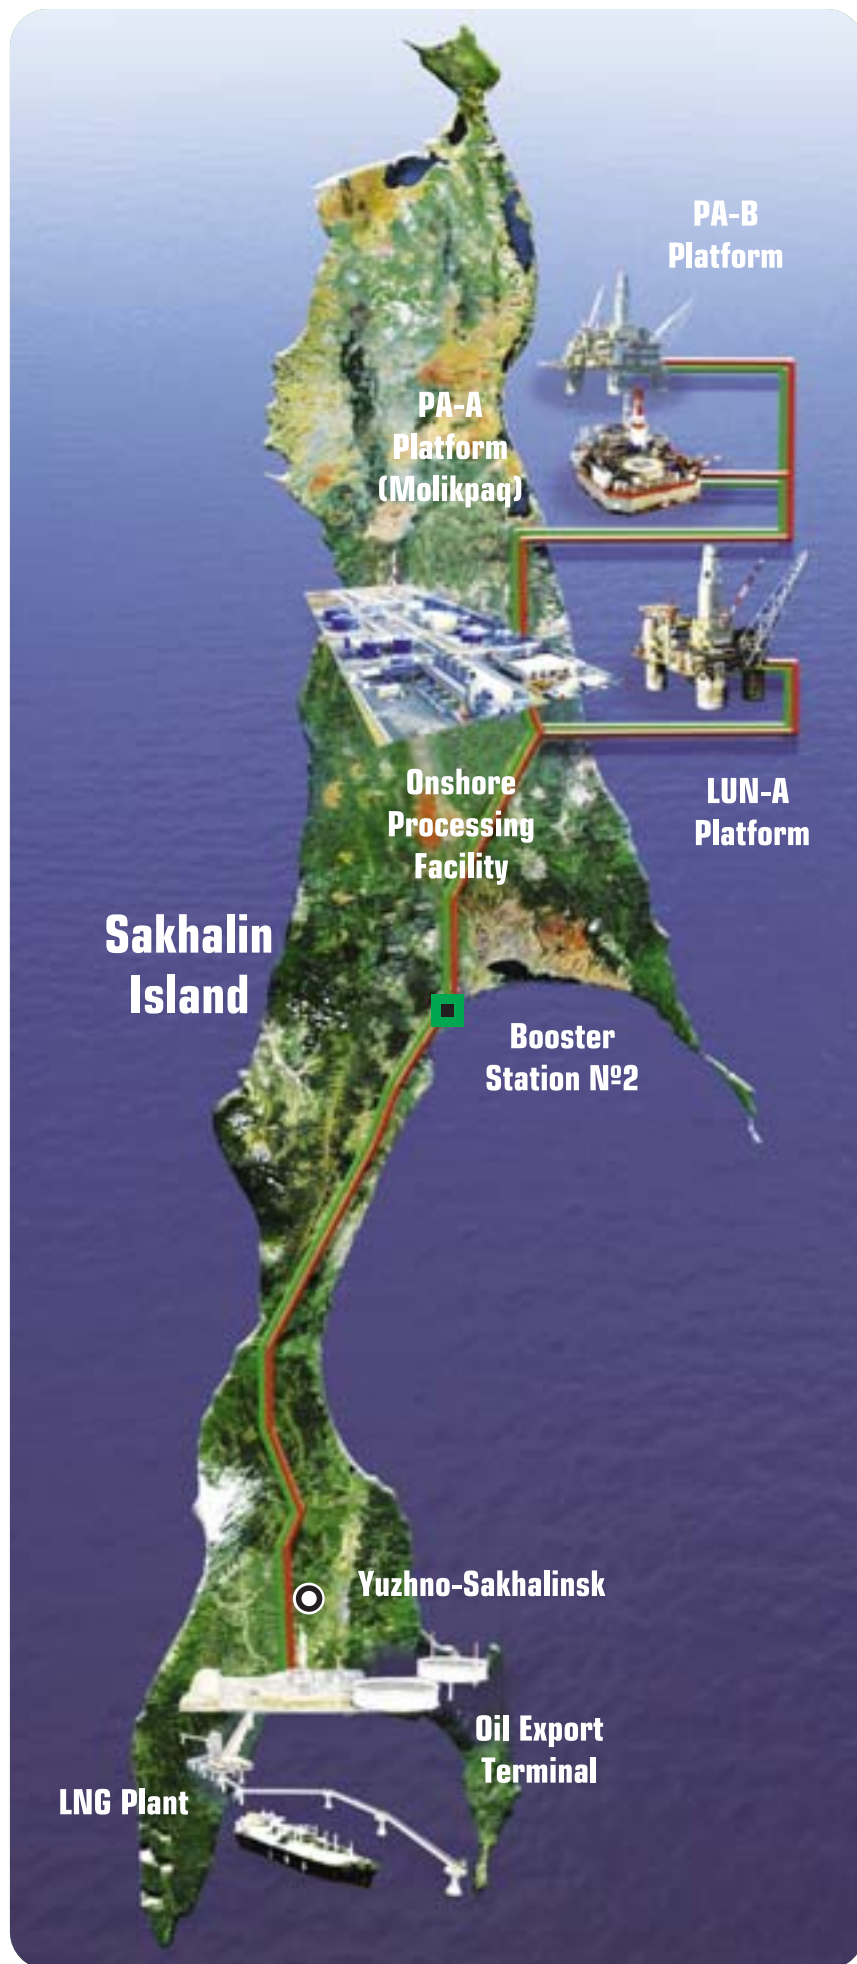 PA-B
Platform
PA-A
Platform
(Molikpaq)
Onshore
Processing
Facility
LUN-A
Platform
Sakhalin
Island
Booster
Station Nº2
Yuzhno-Sakhalinsk
Oil Export
Terminal
LNG Plant